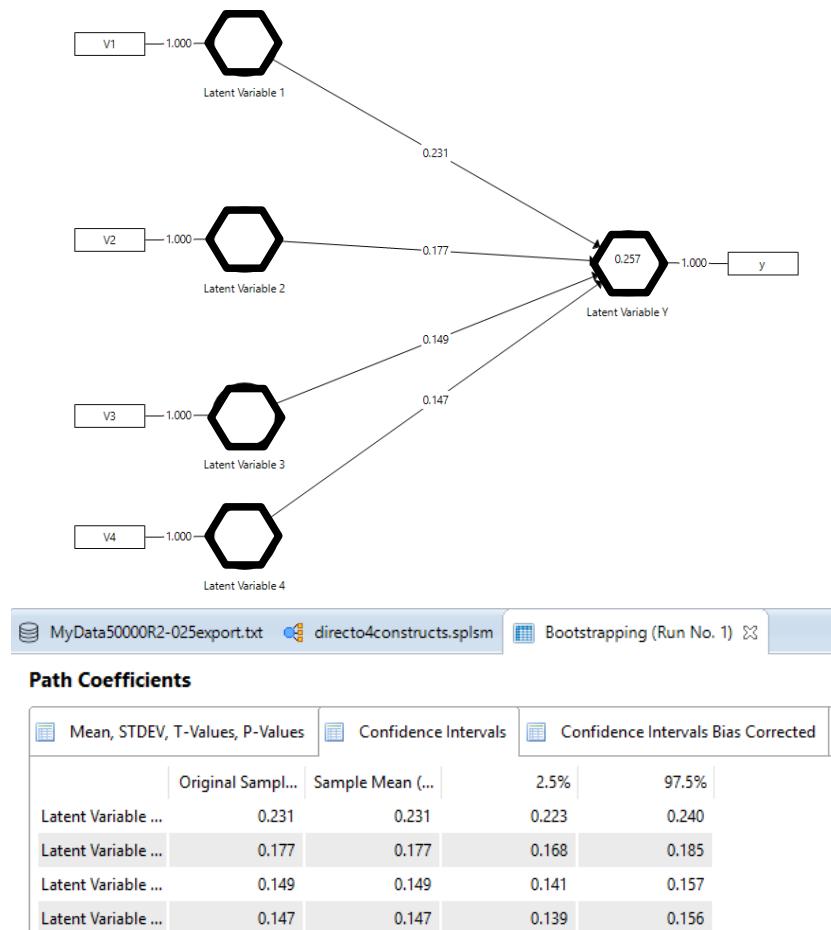 V1
1.000
Latent Variable 1
0.231
V2
1.000
Latent Variable 2
0.177
0.257
1.000
y
Latent Variable Y
0.149
V3
1.000
Latent Variable 3
0.147
V4
1.000
Latent Variable 4
MyData50000R2-025export.txt directo4constructs.splsm Bootstrapping (Run No. 1)
Path Coefficients
Mean, STDEV, T-Values, P-Values Confidence Intervals Confidence Intervals Bias Corrected
Original Sampl... Sample Mean (... 2.5% 97.5%
Latent Variable ... 0.231 0.231 0.223 0.240
Latent Variable ... 0.177 0.177 0.168 0.185
Latent Variable ... 0.149 0.149 0.141 0.157
Latent Variable ... 0.147 0.147 0.139 0.156